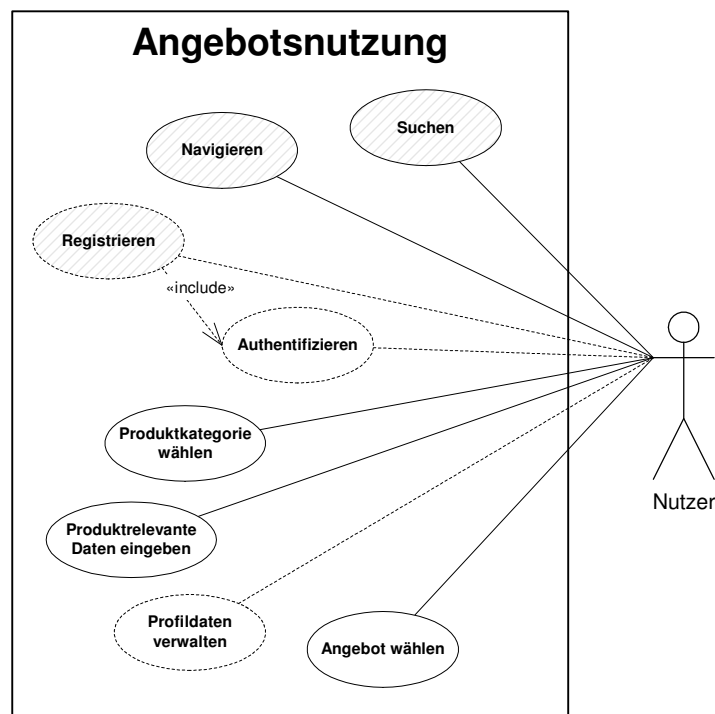 Angebotsnutzung
Suchen
Navigieren
Registrieren
«include»
Authentifizieren
Produktkategorie
wählen
Nutzer
Produktrelevante
Daten eingeben
Profildaten
verwalten
Angebot wählen